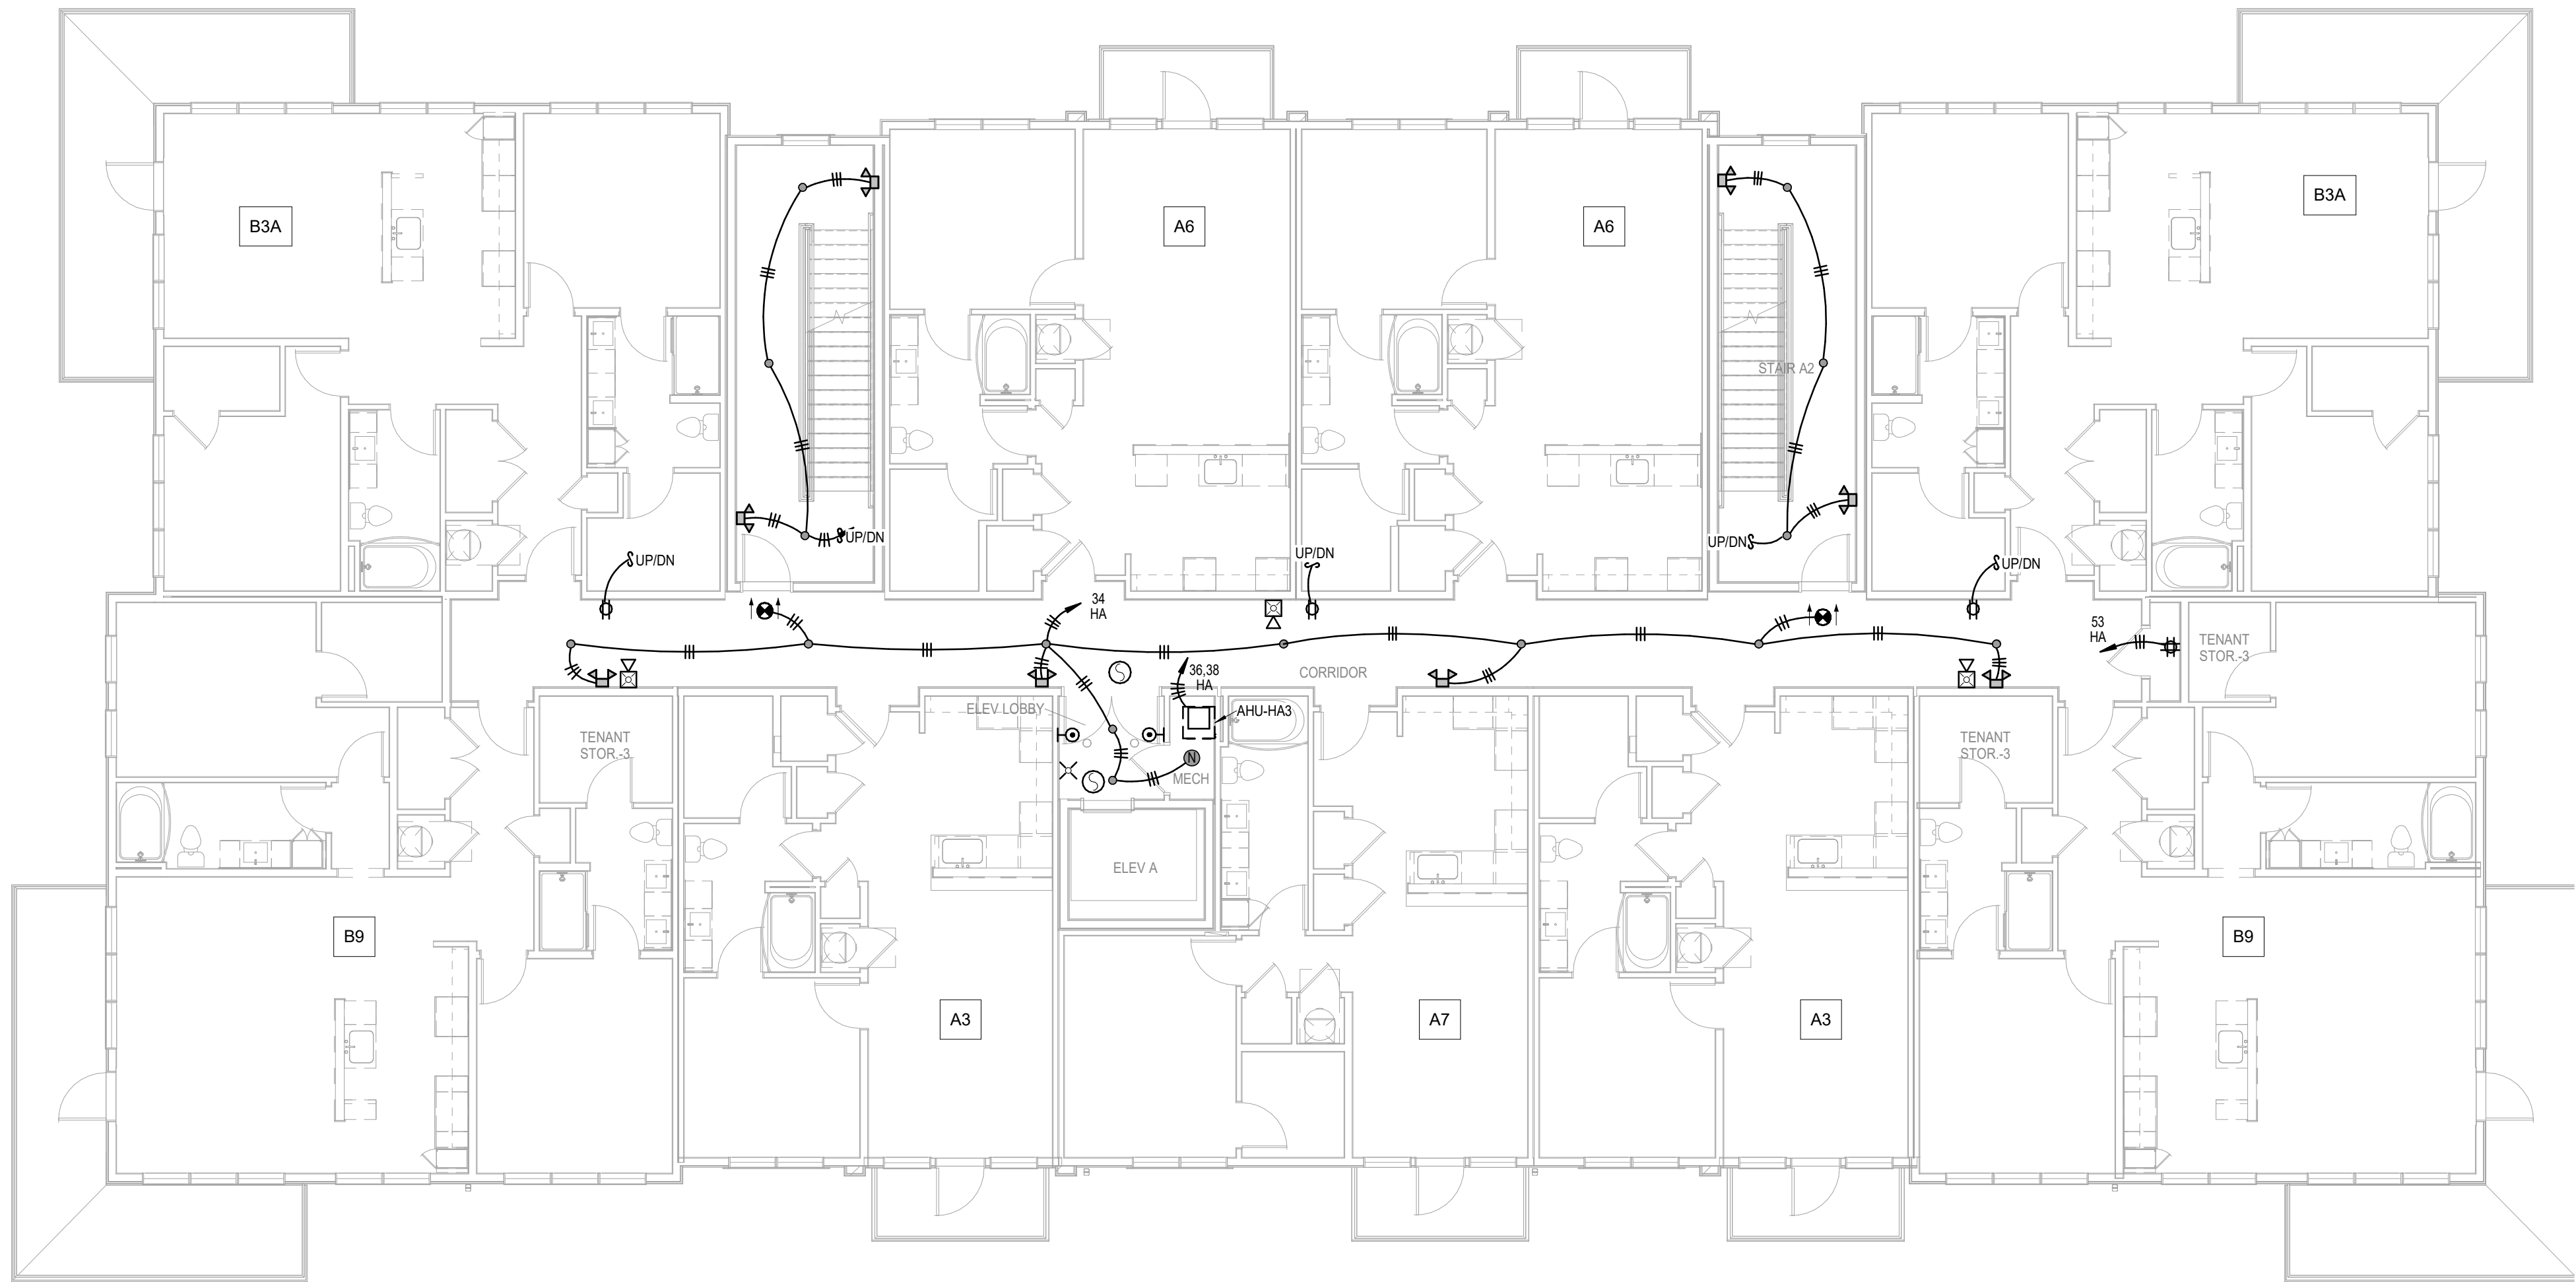 B3A
A6
A6
B3A
STAIR A2
UP/DN
UP/DN
UP/DN
UP/DN
UP/DN
34
HA
53
HA
TENANT
STOR.-3
36,38
HA
CORRIDOR
ELEV LOBBY
AHU-HA3
TENANT
STOR.-3
TENANT
STOR.-3
N
MECH
ELEV A
B9
B9
A3
A7
A3